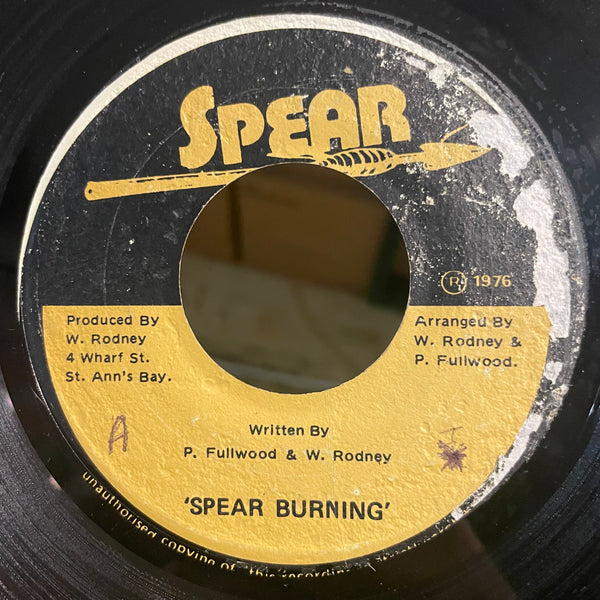 SPEAR
R 1976
Produced By
W. Rodney
4 Wharf St.
St. Ann's Bay.
Arranged By
W. Rodney &
P. Fullwood.
Written By
P. Fullwood & W. Rodney
A
'SPEAR BURNING'
unauthorised copying of this recording